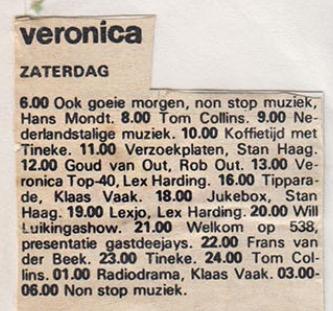 veronica
ZATERDAG
6.00 Ook goeie morgen, non stop muziek,
Hans Mondt. 8.00 Tom Collins. 9.00 Ne-
derlandstalige muziek. 10.00 Koffietijd met
Tineke. 11.00 Verzoekplaten, Stan Haag.
12.00 Goud van Out, Rob Out. 13.00 Ve-
ronica Top-40, Lex Harding. 16.00 Tippara-
de, Klaas Vaak. 18.00 Jukebox, Stan
Haag. 19.00 Lexjo, Lex Harding. 20.00 Will
Luikingashow. 21.00 Welkom op 538,
presentatie gastdeejays. 22.00 Frans van
der Beek. 23.00 Tineke. 24.00 Tom Col-
lins. 01.00 Radiodrama, Klaas Vaak. 03.00-
06.00 Non stop muziek.